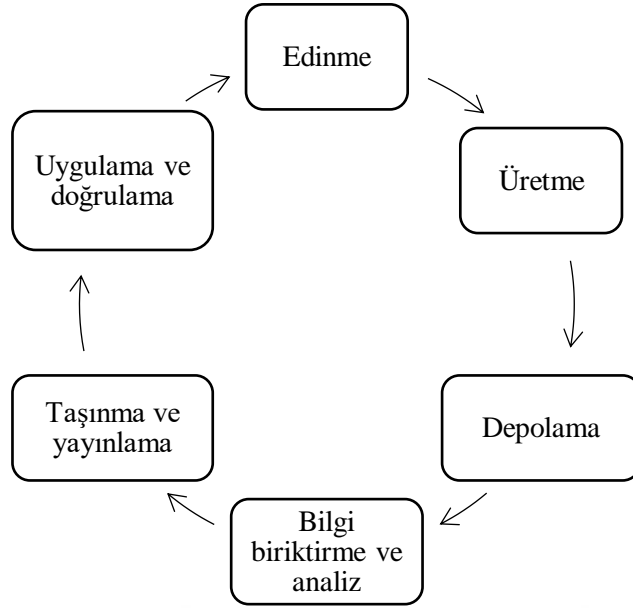 Edinme
Üretme
Depolama
Bilgi
biriktirme ve
analiz
Taşınma ve
yayınlama
Uygulama ve
doğrulama